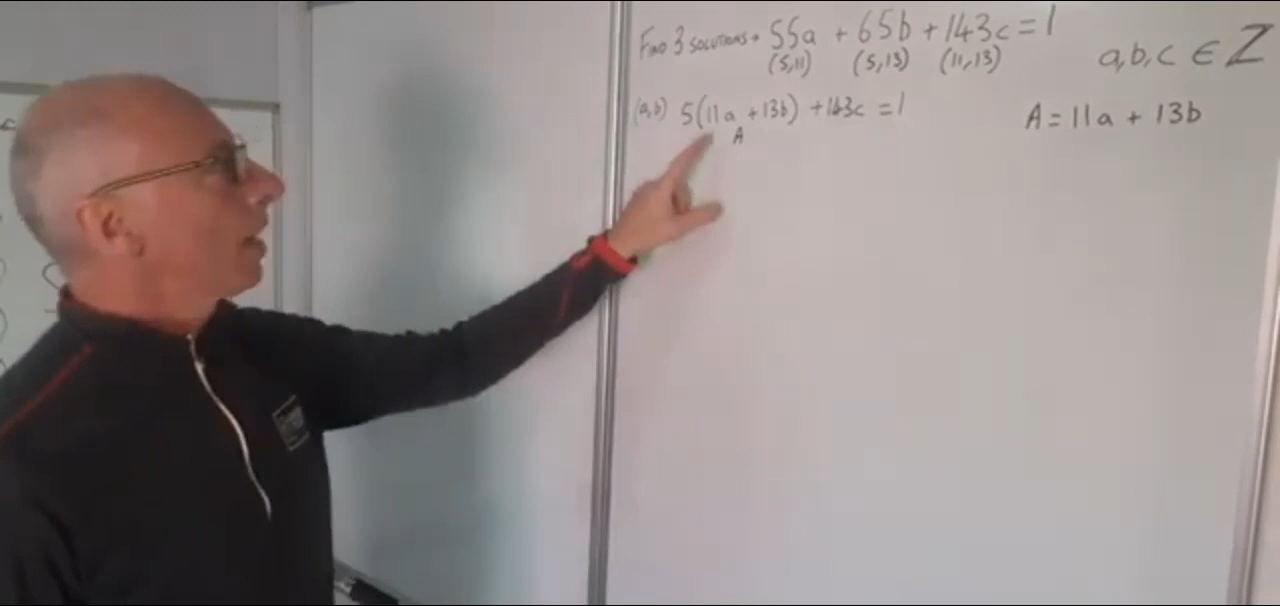 FIND 3 SOLUTIONS → 55a + 65b + 143c = 1
(5,11) (5,13) (11,13)
a,b,c ∈ Z
(a,b) 5(11a + 13b) + 143c = 1
A
A = 11a + 13b